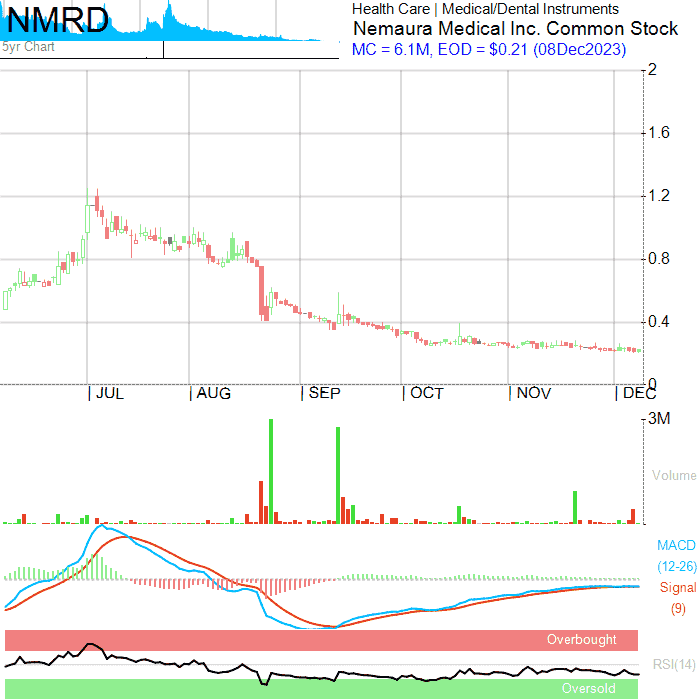 NMRD
5yr Chart
Health Care | Medical/Dental Instruments
Nemaura Medical Inc. Common Stock
MC = 6.1M, EOD = $0.21 (08Dec2023)
2
1.6
1.2
0.8
0.4
0
| JUL | AUG | SEP | OCT | NOV | DEC
3M
Volume
MACD
(12-26)
Signal
(9)
Overbought
RSI(14)
Oversold